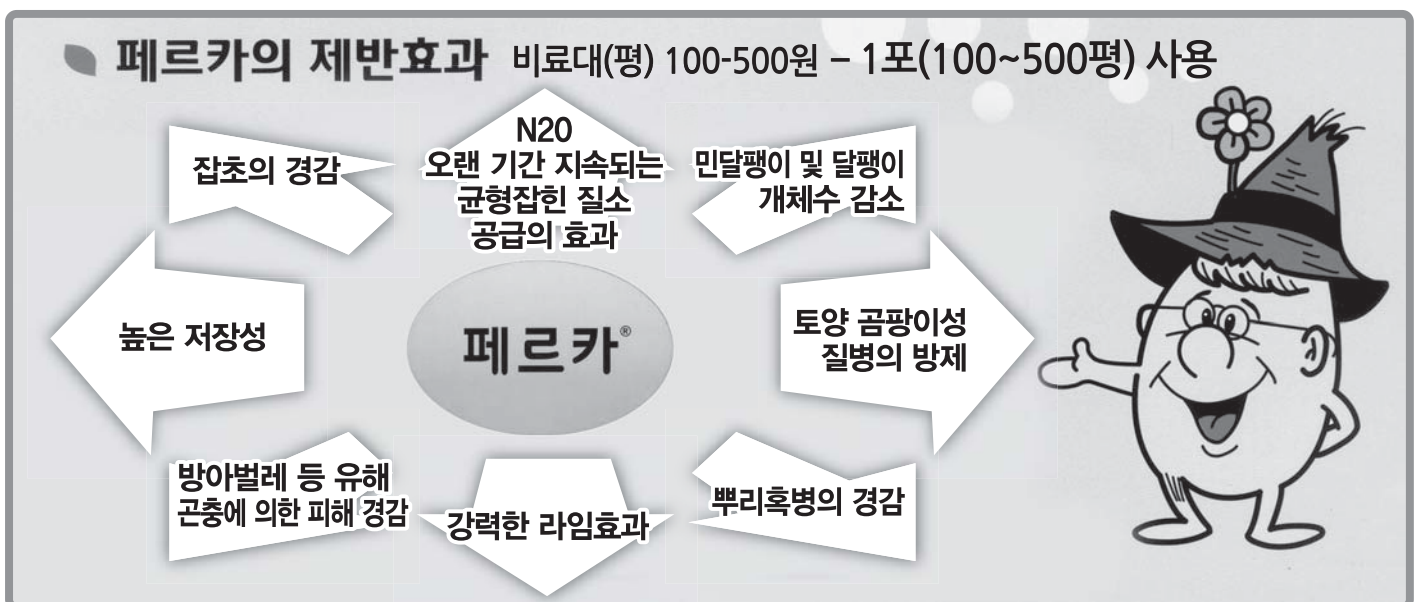 페르카의 제반효과 비료대(평) 100-500원 – 1포(100~500평) 사용
잡초의 경감
N20
오랜 기간 지속되는
균형잡힌 질소
공급의 효과
민달팽이 및 달팽이
개체수 감소
높은 저장성
페르카®
토양 곰팡이성
질병의 방제
방아벌레 등 유해
곤충에 의한 피해 경감
강력한 라임효과
뿌리혹병의 경감